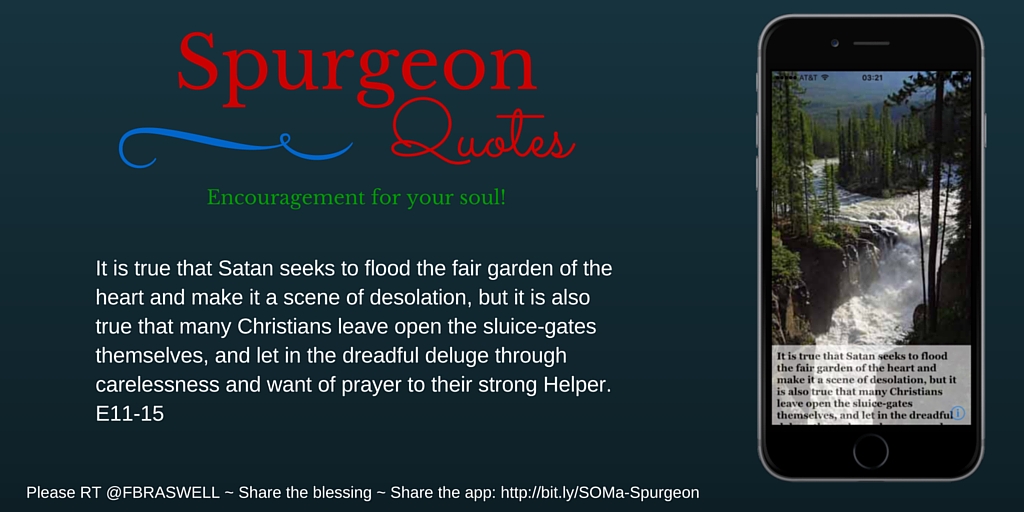 Spurgeon
Quotes
Encouragement for your soul!
It is true that Satan seeks to flood the fair garden of the
heart and make it a scene of desolation, but it is also
true that many Christians leave open the sluice-gates
themselves, and let in the dreadful deluge through
carelessness and want of prayer to their strong Helper.
E11-15
Please RT @FBRASWELL ~ Share the blessing ~ Share the app: http://bit.ly/SOMa-Spurgeon
AT&T 03:21
It is true that Satan seeks to flood
the fair garden of the heart and
make it a scene of desolation, but it
is also true that many Christians
leave open the sluice-gates
themselves, and let in the dreadful